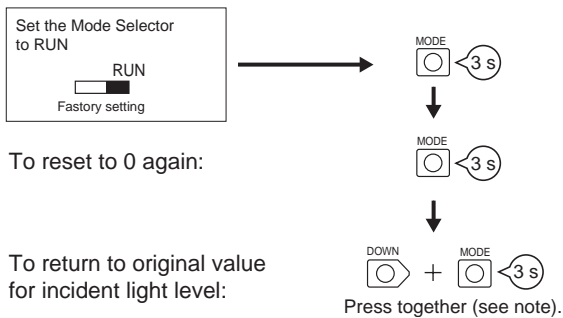 Set the Mode Selector
to RUN
RUN
Fastory setting
MODE
3 s
To reset to 0 again:
MODE
3 s
To return to original value
for incident light level:
DOWN
+
MODE
3 s
Press together (see note).